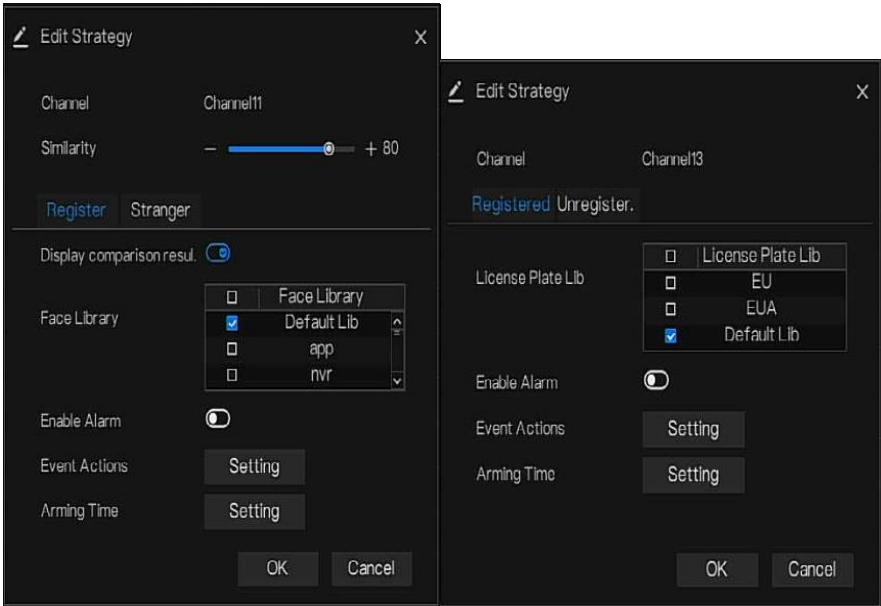 Edit Strategy
Channel Channel11
Similarity 80
Register Stranger
Display comparison resul.
Face Library
Face Library
Default Lib
app
nvr
Enable Alarm
Event Actions Setting
Arming Time Setting
OK Cancel
Edit Strategy
Channel Channel13
Registered Unregister.
License Plate Lib
License Plate Lib
EU
EUA
Default Lib
Enable Alarm
Event Actions Setting
Arming Time Setting
OK Cancel